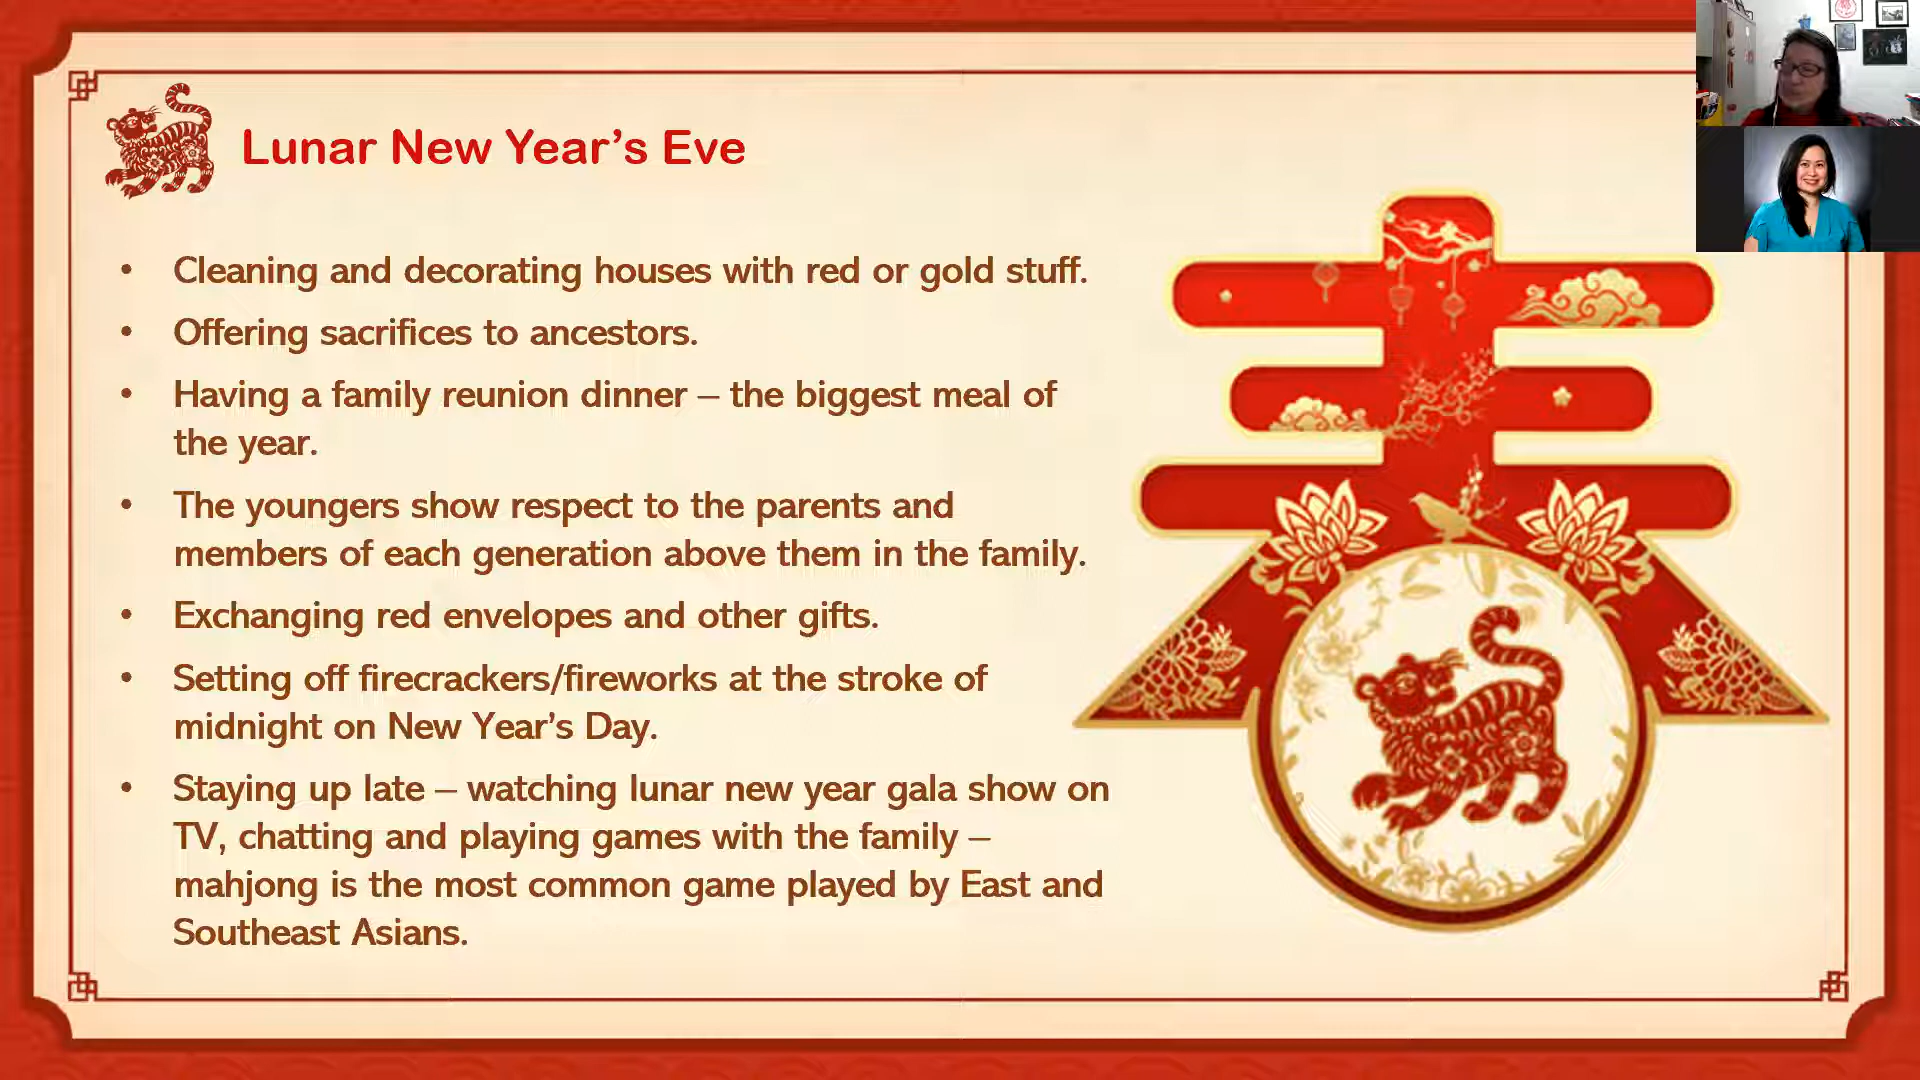 Lunar New Year's Eve
• Cleaning and decorating houses with red or gold stuff.
• Offering sacrifices to ancestors.
• Having a family reunion dinner – the biggest meal of
the year.
• The youngers show respect to the parents and
members of each generation above them in the family.
• Exchanging red envelopes and other gifts.
• Setting off firecrackers/fireworks at the stroke of
midnight on New Year's Day.
• Staying up late – watching lunar new year gala show on
TV, chatting and playing games with the family –
mahjong is the most common game played by East and
Southeast Asians.
春